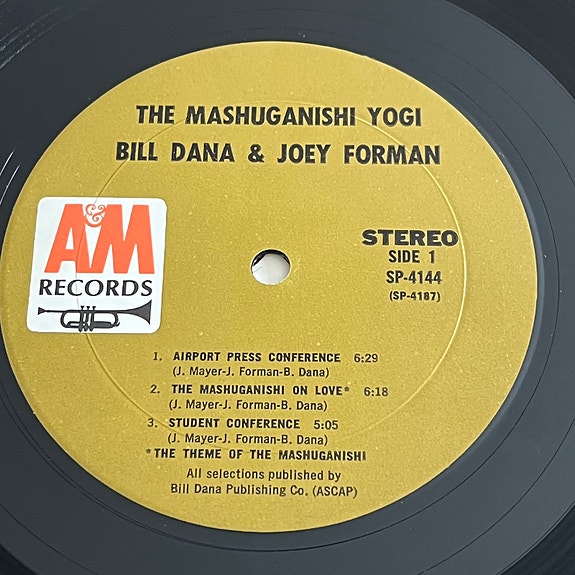 THE MASHUGANISHI YOGI
BILL DANA & JOEY FORMAN
A&M
RECORDS
STEREO
SIDE 1
SP-4144
(SP-4187)
1. AIRPORT PRESS CONFERENCE 6:29
(J. Mayer-J. Forman-B. Dana)
2. THE MASHUGANISHI ON LOVE* 6:18
(J. Mayer-J. Forman-B. Dana)
3. STUDENT CONFERENCE 5:05
(J. Mayer-J. Forman-B. Dana)
*THE THEME OF THE MASHUGANISHI
All selections published by
Bill Dana Publishing Co. (ASCAP)